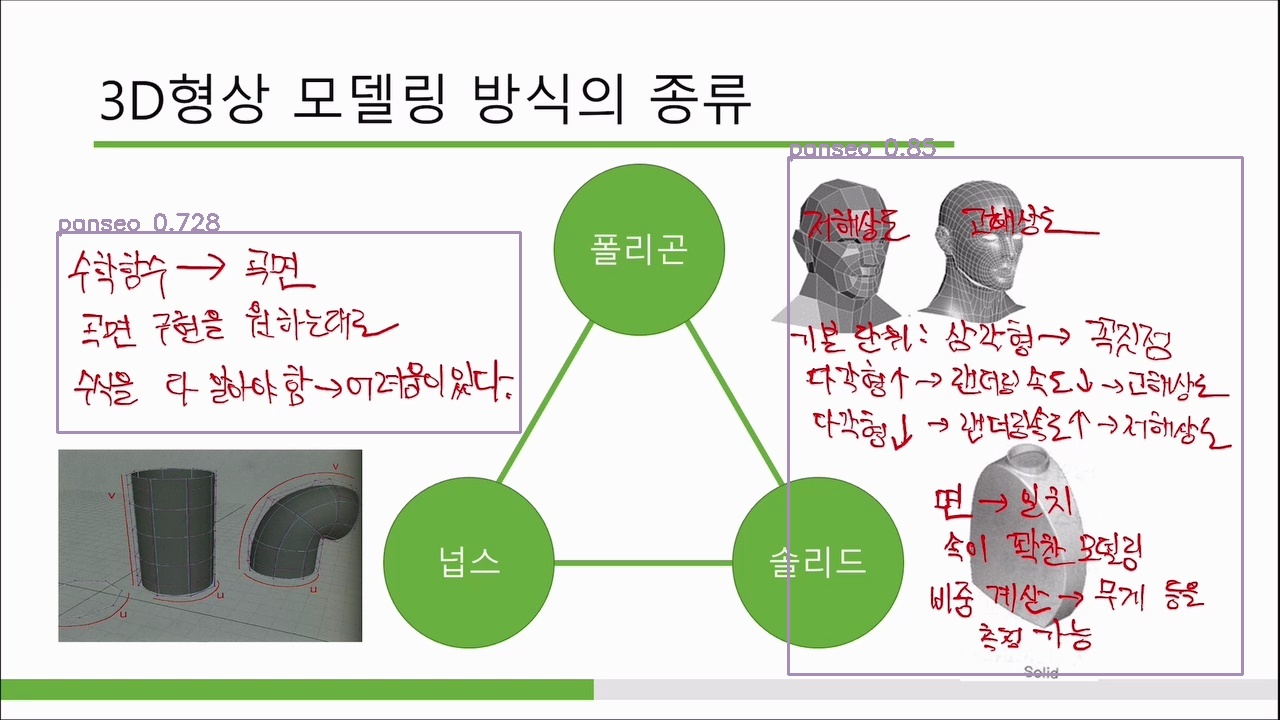 3D형상 모델링 방식의 종류
panseo 0.85
panseo 0.728
저해상도 고해상도
폴리곤
수학함수 → 곡면
곡면 구현을 원하는대로
수식을 다 알아야 함 → 어려움이 있다.
기본 단위: 삼각형 → 꼭짓점
다각형↑ → 랜더링 속도↓ → 고해상도
다각형↓ → 랜더링속도↑ → 저해상도
넙스
솔리드
면 → 일치
속이 꽉찬 모델링
비중 계산 → 무게 등을
측정 가능
v
v
u
u
u
Solid